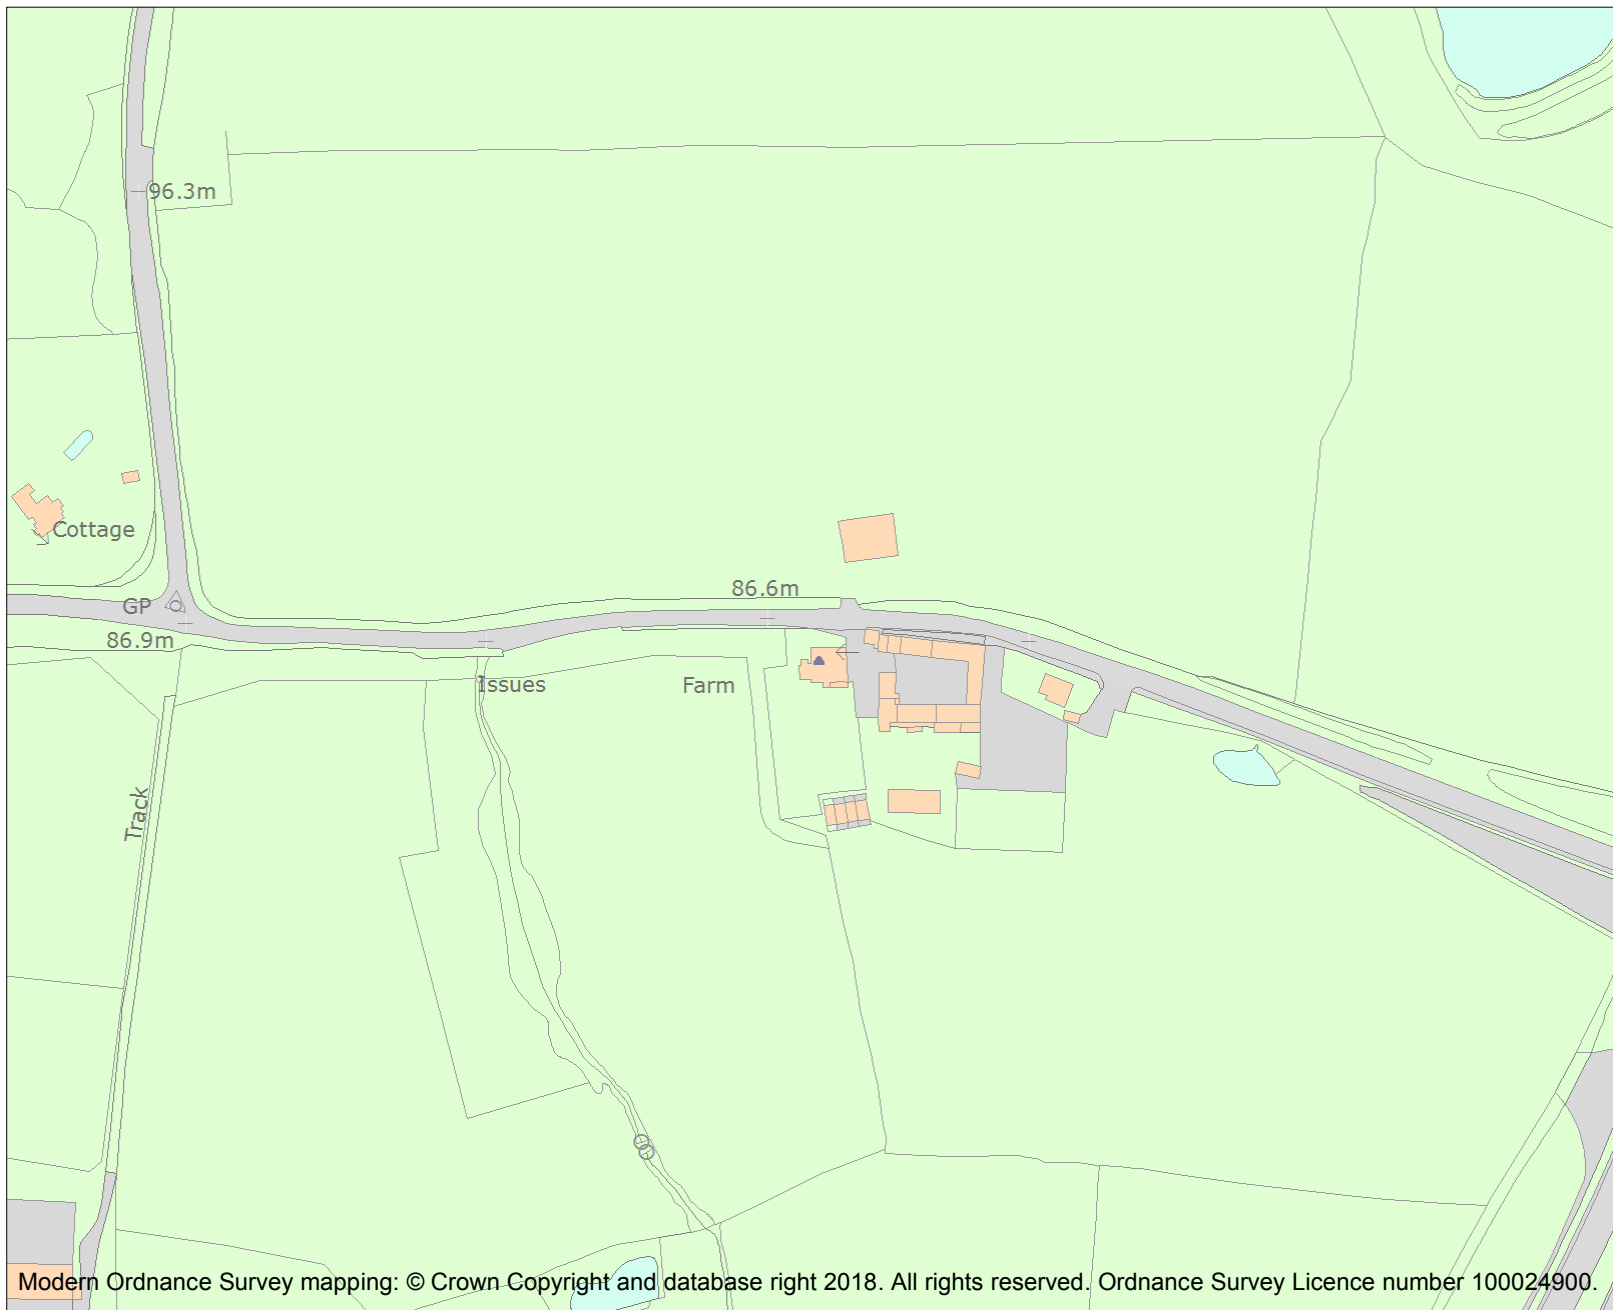 96.3m
Cottage
86.6m
GP
86.9m
Issues
Farm
Track
Modern Ordnance Survey mapping: © Crown Copyright and database right 2018. All rights reserved. Ordnance Survey Licence number 100024900.